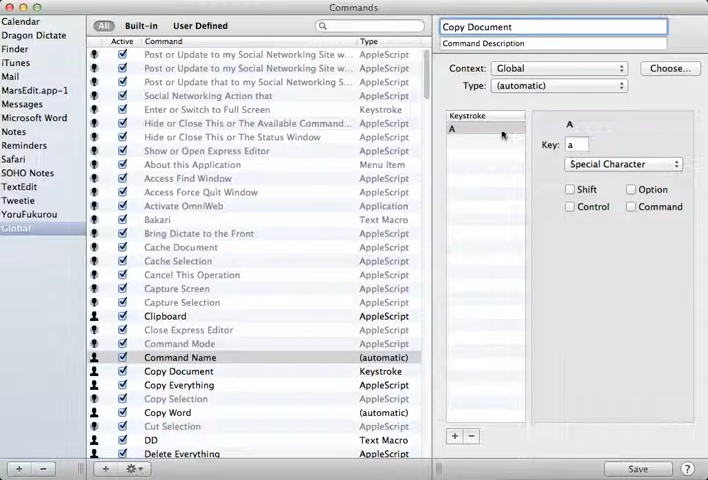 Commands
Calendar
Dragon Dictate
Finder
iTunes
Mail
MarsEdit.app-1
Messages
Microsoft Word
Notes
Reminders
Safari
SOHO Notes
TextEdit
Tweetie
YoruFukurou
Global
All Built-in User Defined
Active Command Type
Post or Update to my Social Networking Site w... AppleScript
Post or Update to my Social Networking Site w... AppleScript
Post or Update that to my Social Networking S... AppleScript
Social Networking Action that AppleScript
Enter or Switch to Full Screen Keystroke
Hide or Close This or The Available Command... AppleScript
Hide or Close This or The Status Window AppleScript
Show or Open Express Editor AppleScript
About this Application Menu Item
Access Find Window AppleScript
Access Force Quit Window AppleScript
Activate OmniWeb Application
Bakari Text Macro
Bring Dictate to the Front AppleScript
Cache Document AppleScript
Cache Selection AppleScript
Cancel This Operation AppleScript
Capture Screen AppleScript
Capture Selection AppleScript
Clipboard AppleScript
Close Express Editor AppleScript
Command Mode AppleScript
Command Name (automatic)
Copy Document Keystroke
Copy Everything AppleScript
Copy Selection AppleScript
Copy Word (automatic)
Cut Selection AppleScript
DD Text Macro
Delete Everything AppleScript
Copy Document
Command Description
Context: Global Choose...
Type: (automatic)
Keystroke
A
A
Key: a
Special Character
Shift Option
Control Command
Save ?